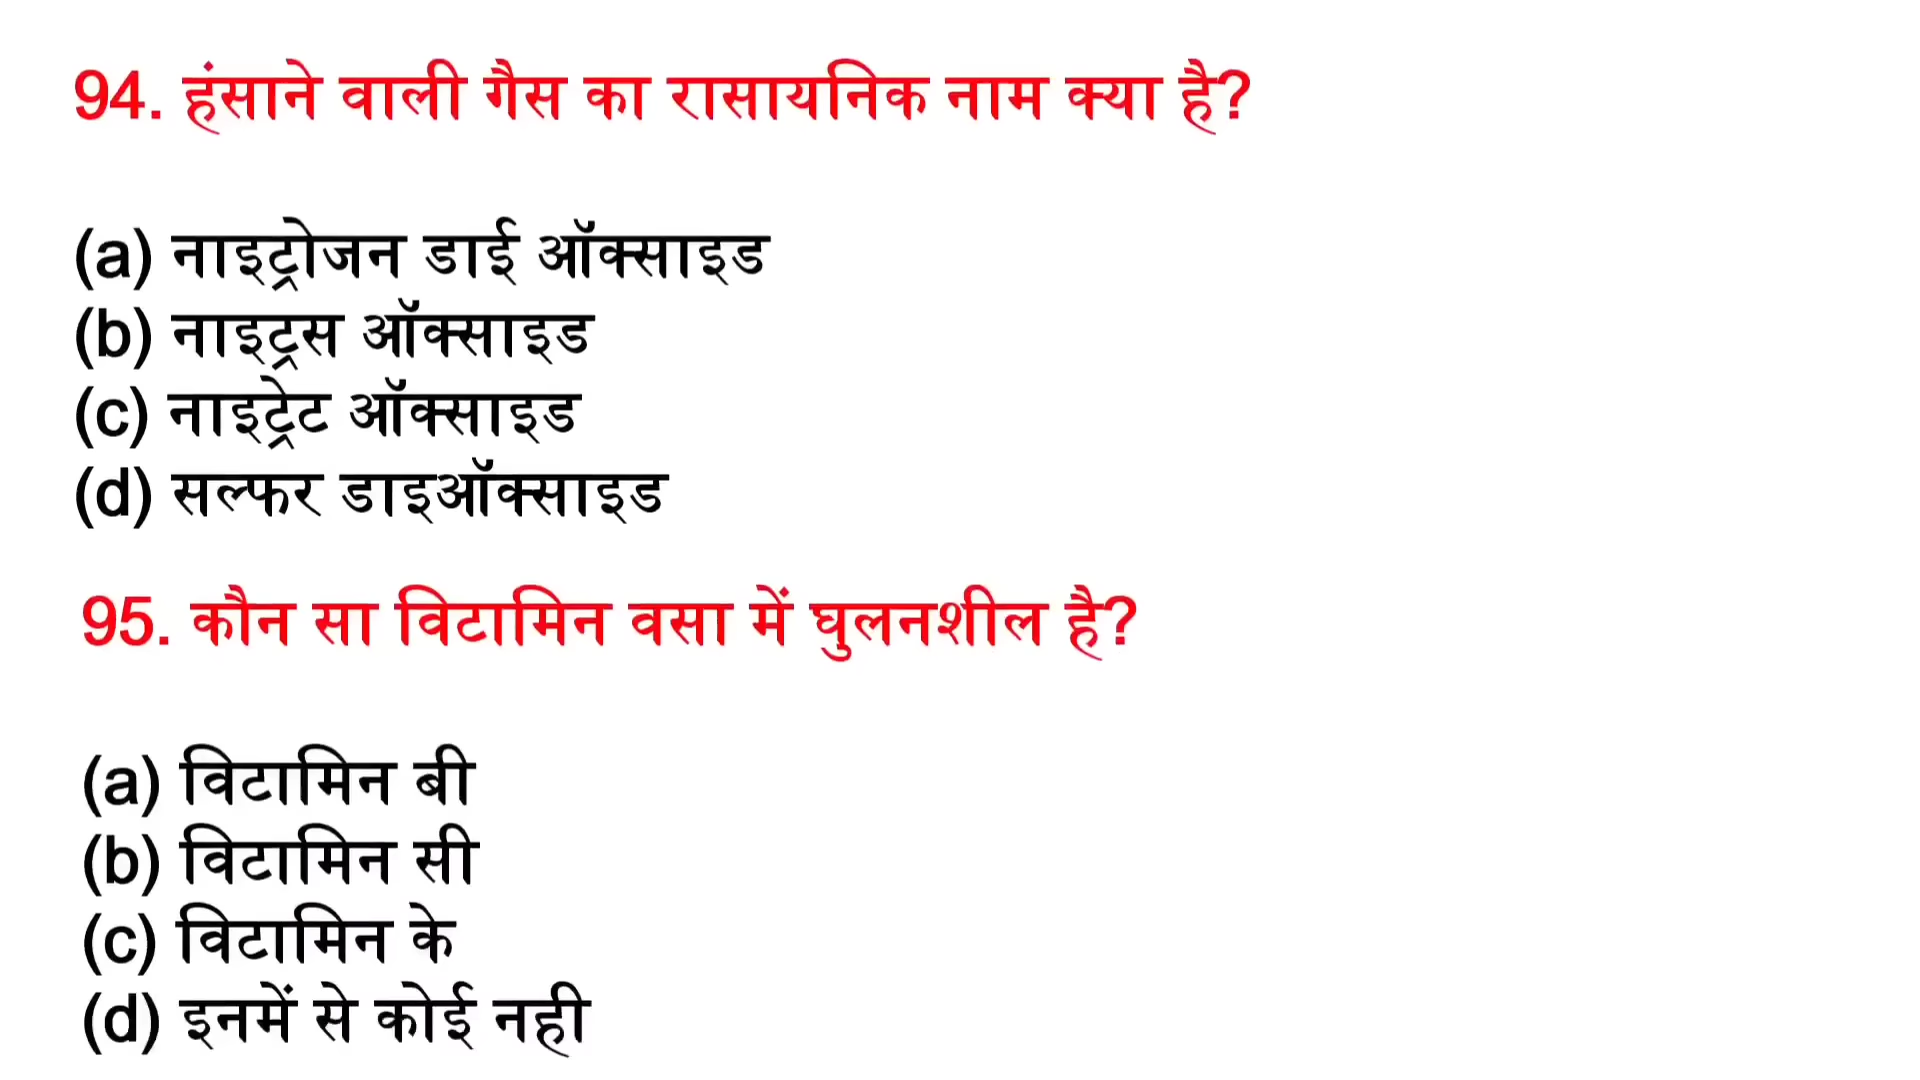 94. हंसाने वाली गैस का रासायनिक नाम क्या है?
(a) नाइट्रोजन डाई ऑक्साइड
(b) नाइट्रस ऑक्साइड
(c) नाइट्रेट ऑक्साइड
(d) सल्फर डाइऑक्साइड
95. कौन सा विटामिन वसा में घुलनशील है?
(a) विटामिन बी
(b) विटामिन सी
(c) विटामिन के
(d) इनमें से कोई नही